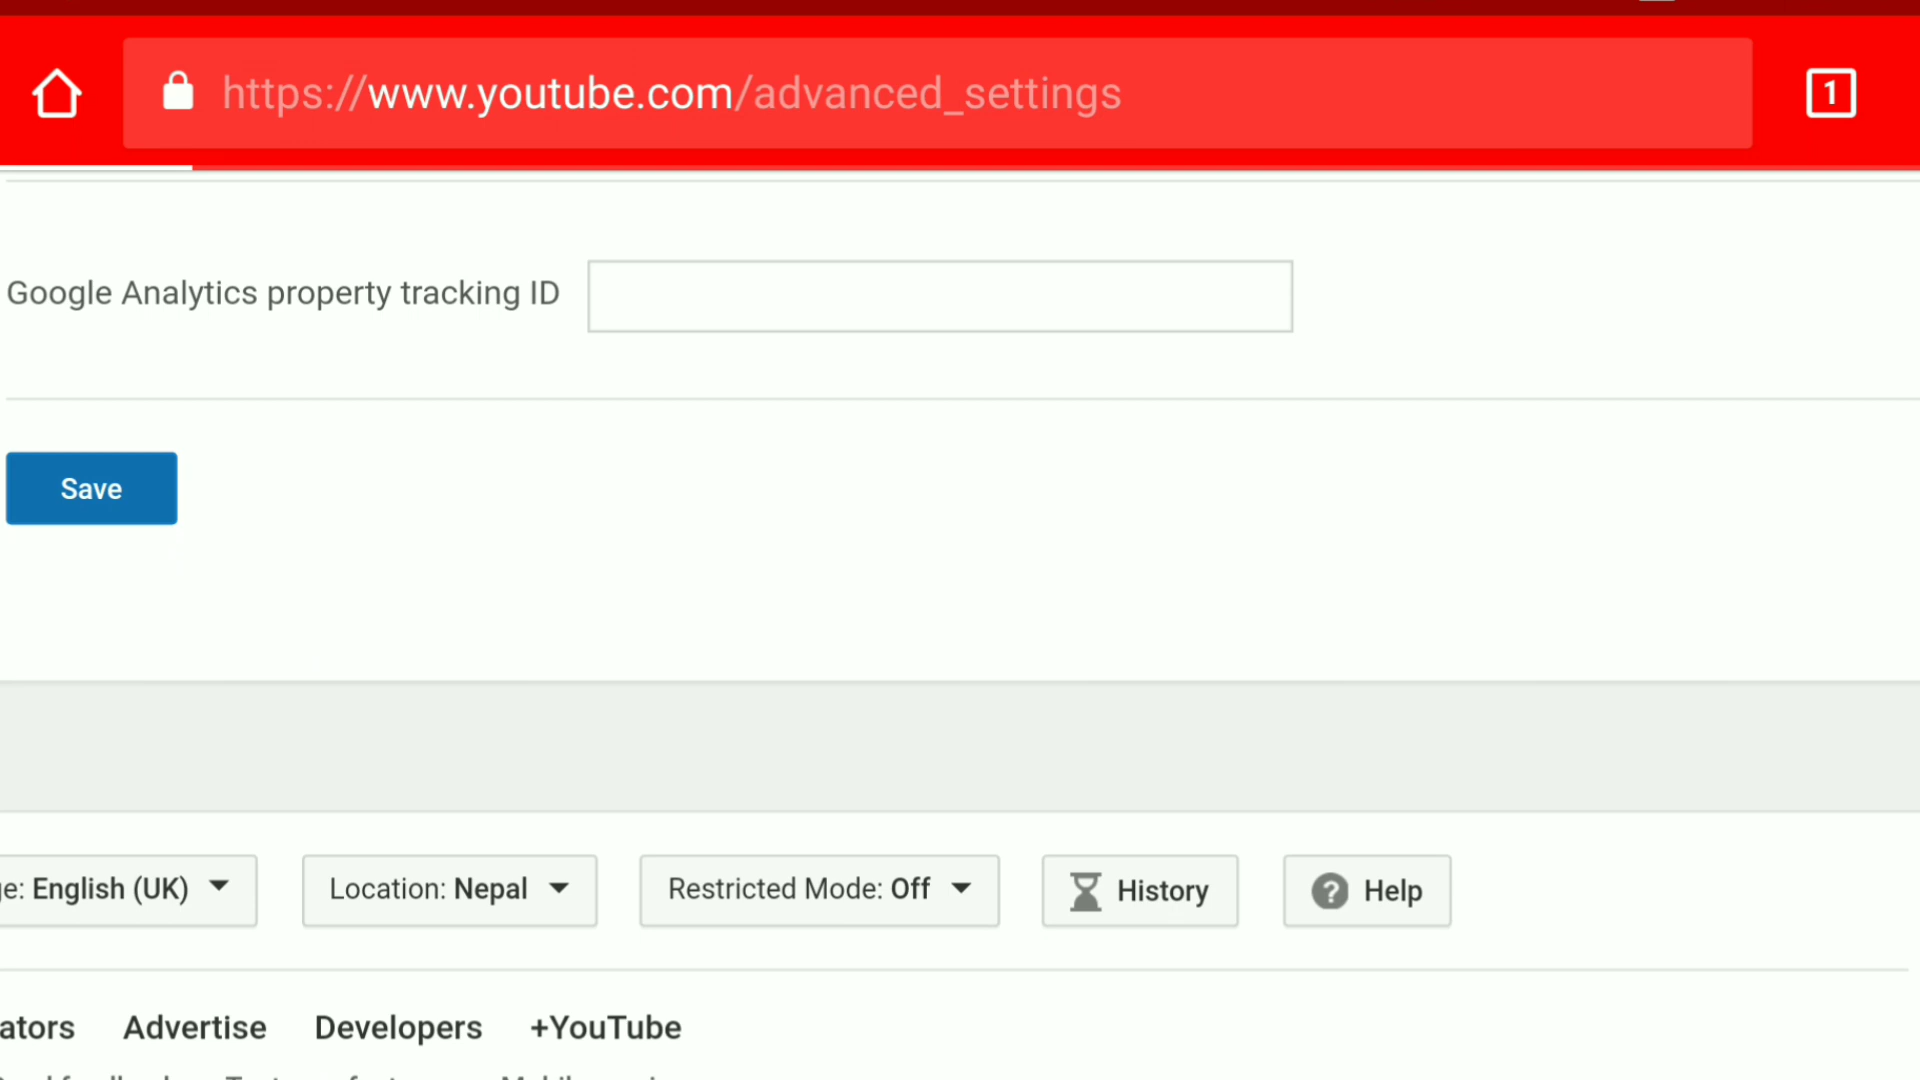 https://www.youtube.com/advanced_settings
1
Google Analytics property tracking ID
Save
English (UK)
Location: Nepal
Restricted Mode: Off
History
Help
Advertise
Developers
+YouTube